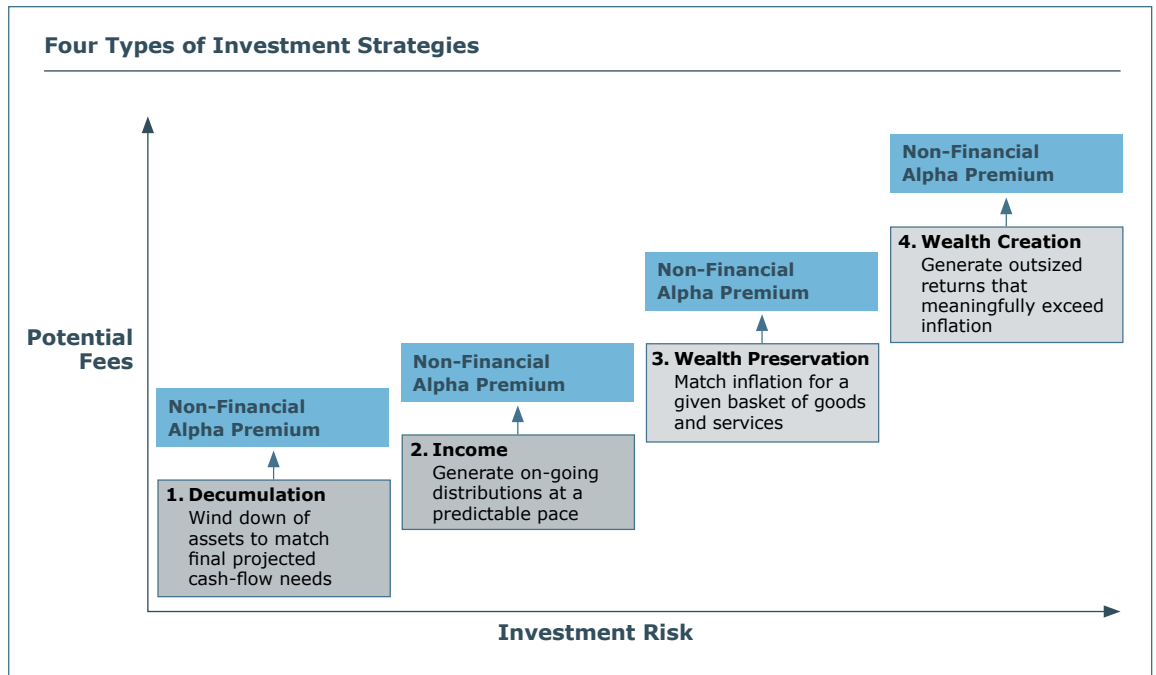 Four Types of Investment Strategies
Non-Financial
Alpha Premium
4. Wealth Creation
Generate outsized
returns that
meaningfully exceed
inflation
Non-Financial
Alpha Premium
3. Wealth Preservation
Match inflation for a
given basket of goods
and services
Non-Financial
Alpha Premium
2. Income
Generate on-going
distributions at a
predictable pace
Non-Financial
Alpha Premium
1. Decumulation
Wind down of
assets to match
final projected
cash-flow needs
Potential
Fees
Investment Risk